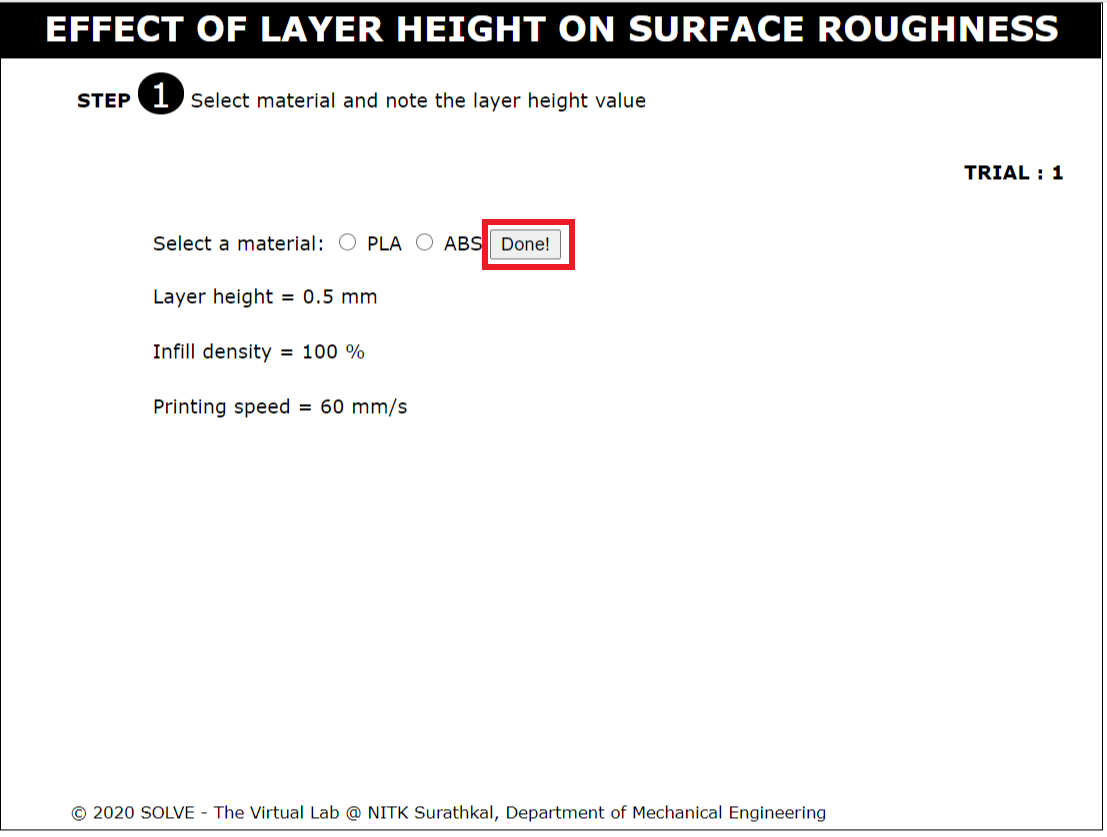 EFFECT OF LAYER HEIGHT ON SURFACE ROUGHNESS
STEP 1 Select material and note the layer height value
TRIAL : 1
Select a material: PLA ABS Done!
Layer height = 0.5 mm
Infill density = 100 %
Printing speed = 60 mm/s
© 2020 SOLVE - The Virtual Lab @ NITK Surathkal, Department of Mechanical Engineering